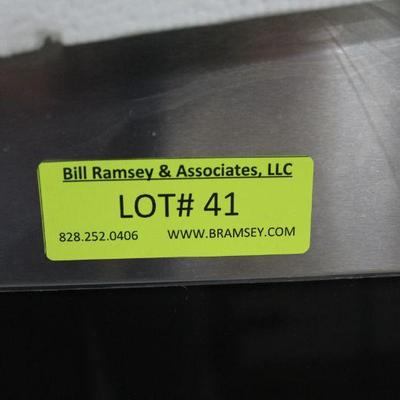 Bill Ramsey & Associates, LLC
LOT# 41
828.252.0406 WWW.BRAMSEY.COM